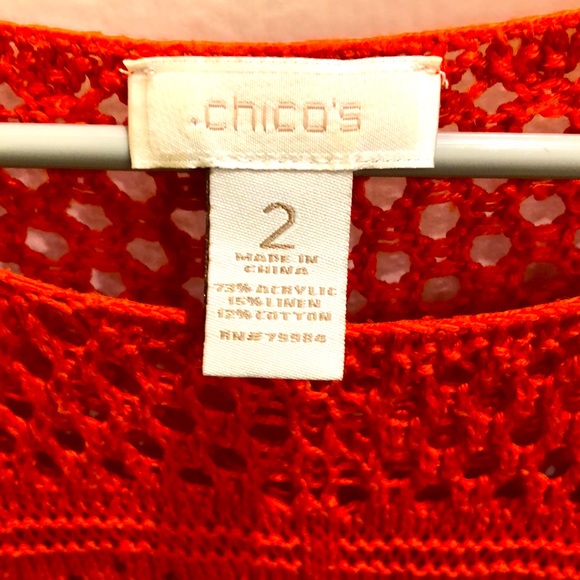 .chico's
2
MADE IN
CHINA
73% ACRYLIC
15% LINEN
12% COTTON
RN#79984